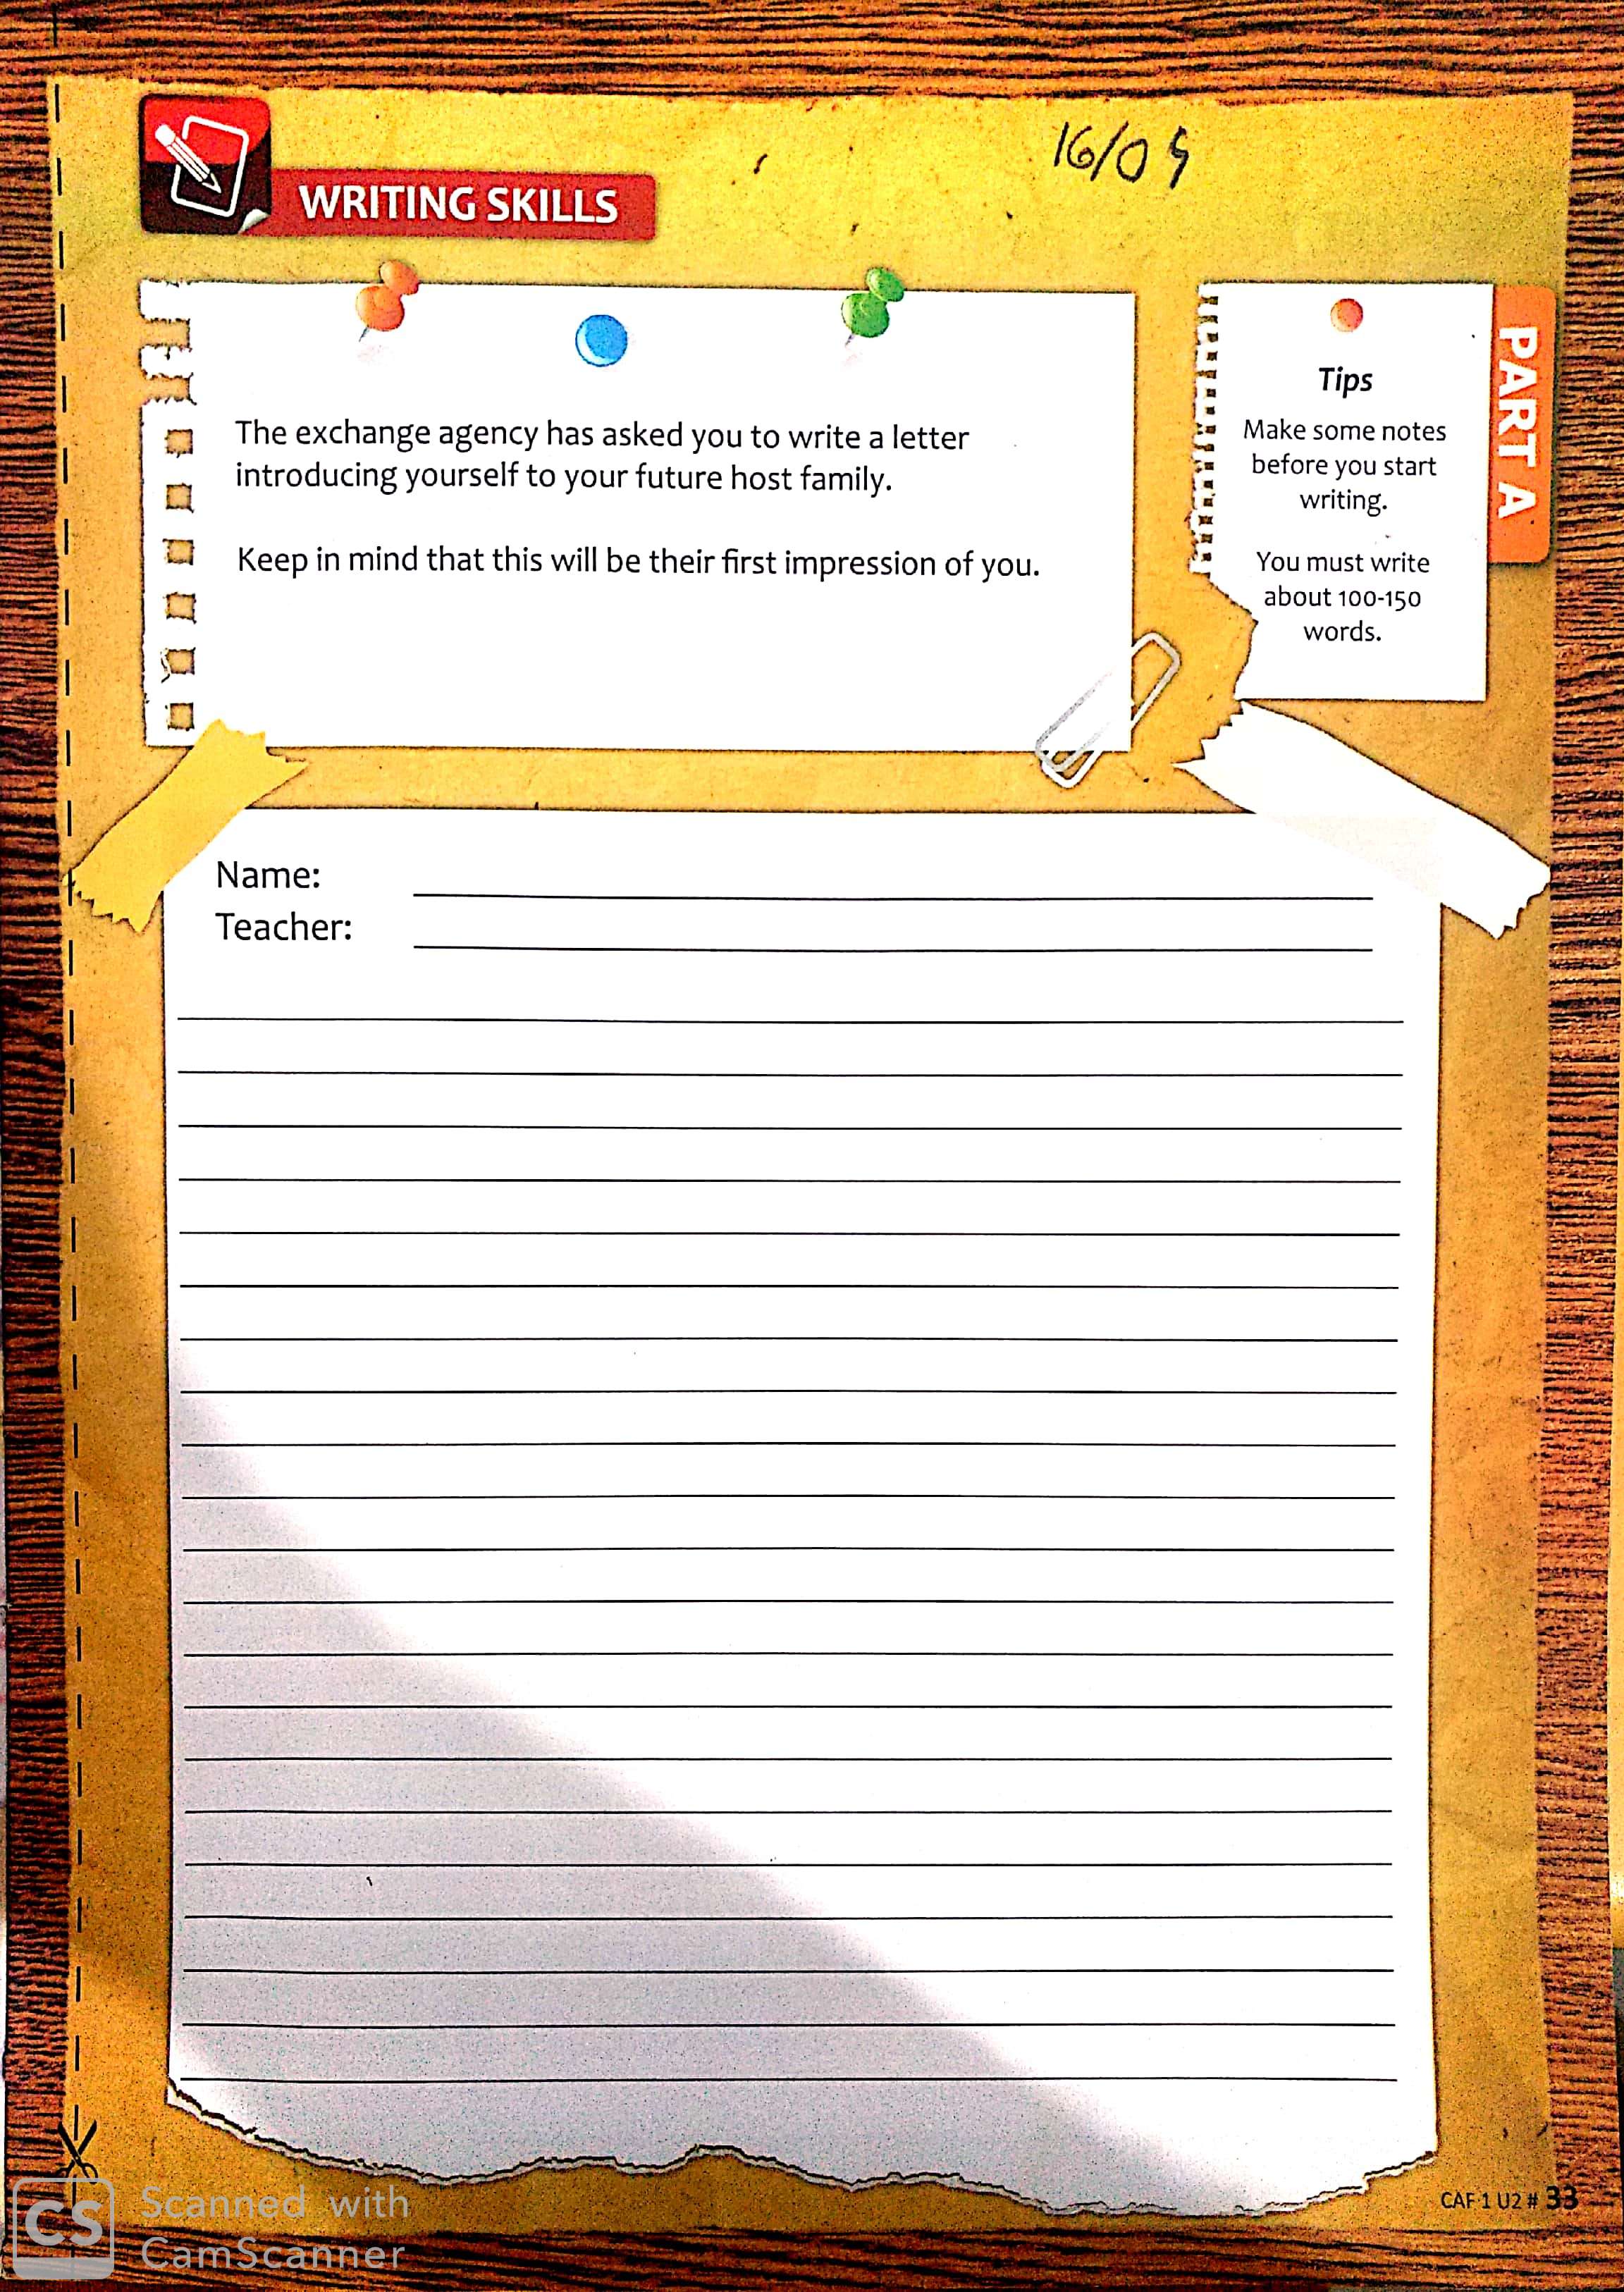 16/09
WRITING SKILLS
The exchange agency has asked you to write a letter
introducing yourself to your future host family.
Keep in mind that this will be their first impression of you.
Tips
Make some notes
before you start
writing.
You must write
about 100-150
words.
PART A
Name:
Teacher:
CAF 1 U2 # 33
CS
Scanned with
CamScanner